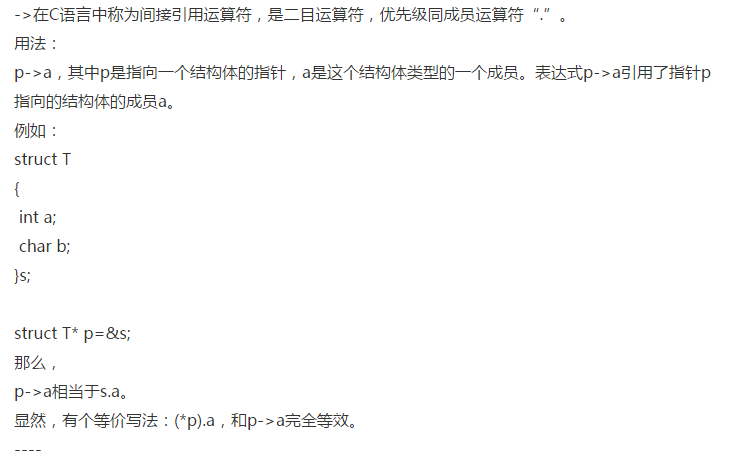 ->在C语言中称为间接引用运算符，是二目运算符，优先级同成员运算符“.”。
用法：
p->a，其中p是指向一个结构体的指针，a是这个结构体类型的一个成员。表达式p->a引用了指针p
指向的结构体的成员a。
例如：
struct T
{
int a;
char b;
}s;
struct T* p=&s;
那么，
p->a相当于s.a。
显然，有个等价写法：(*p).a，和p->a完全等效。
----